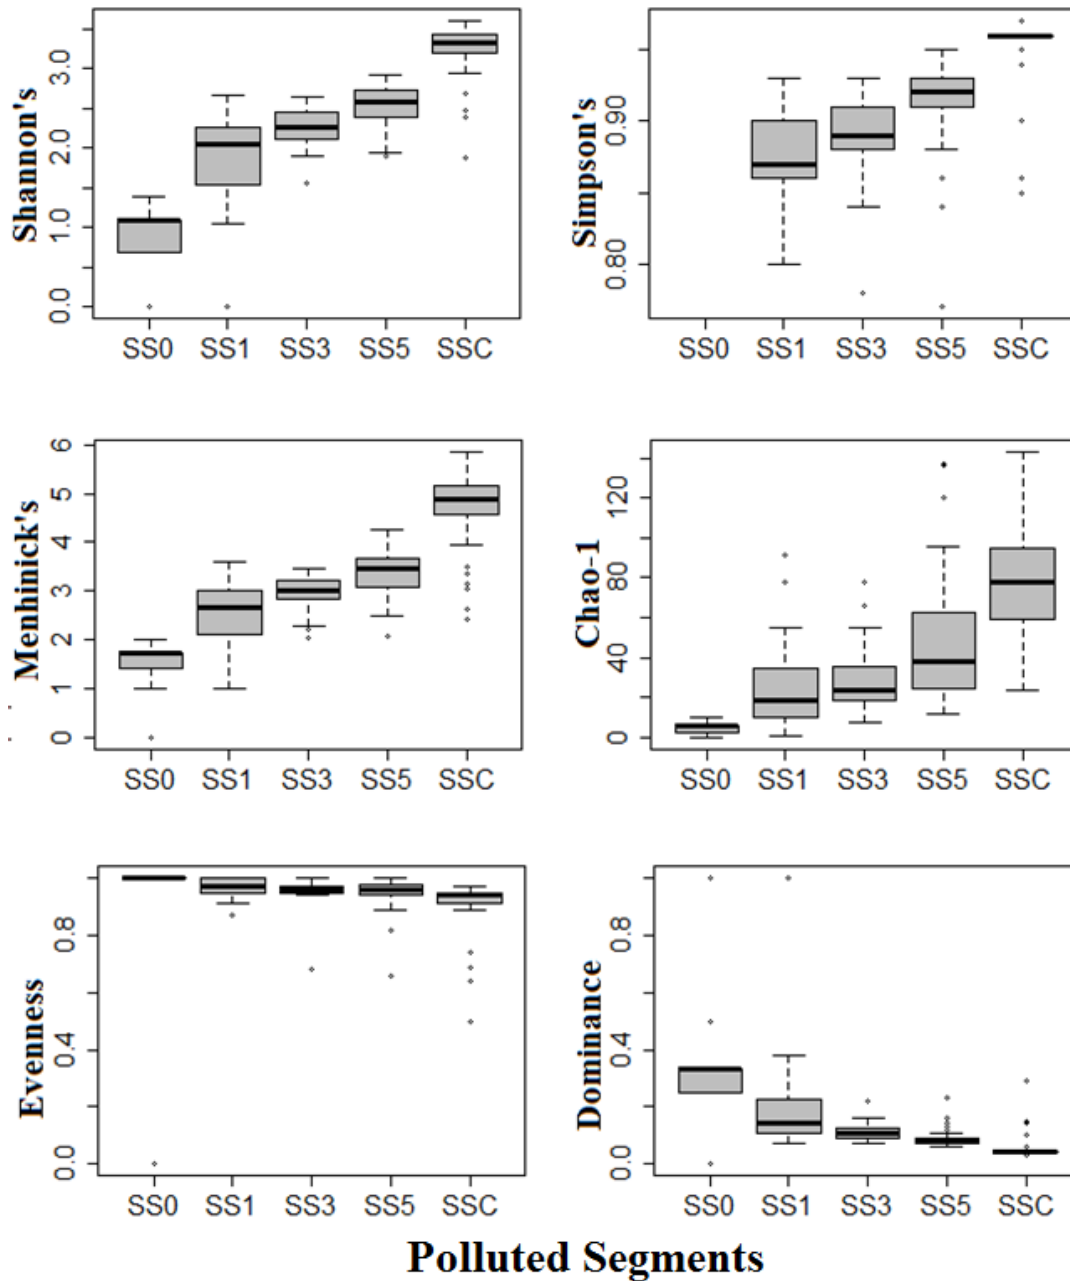 Shannon's
3.0
2.0
1.0
0.0
SS0 SS1 SS3 SS5 SSC
Simpson's
0.90
0.80
SS0 SS1 SS3 SS5 SSC
Menhinick's
6
5
4
3
2
1
0
SS0 SS1 SS3 SS5 SSC
Chao-1
120
80
40
0
SS0 SS1 SS3 SS5 SSC
Evenness
0.8
0.4
0.0
SS0 SS1 SS3 SS5 SSC
Dominance
0.8
0.4
0.0
SS0 SS1 SS3 SS5 SSC
Polluted Segments